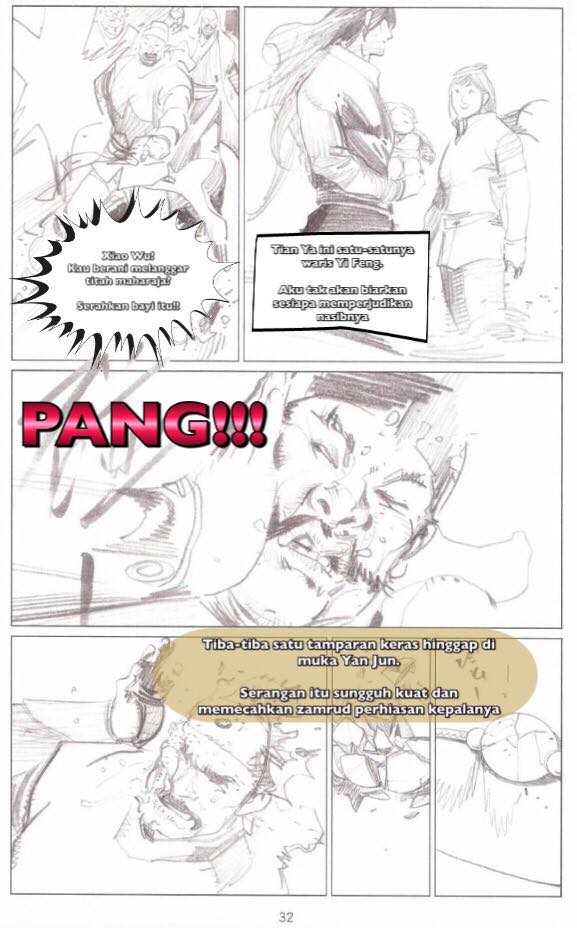 Xiao Wu!
Kau berani melanggar
titah maharaja?
Serahkan bayi itu!!
Tian Ya ini satu-satunya
waris Yi Feng.
Aku tak akan biarkan
sesiapa memperjudikan
nasibnya
PANG!!!
Tiba-tiba satu tamparan keras hinggap di
muka Yan Jun.
Serangan itu sungguh kuat dan
memecahkan zamrud perhiasan kepalanya
32